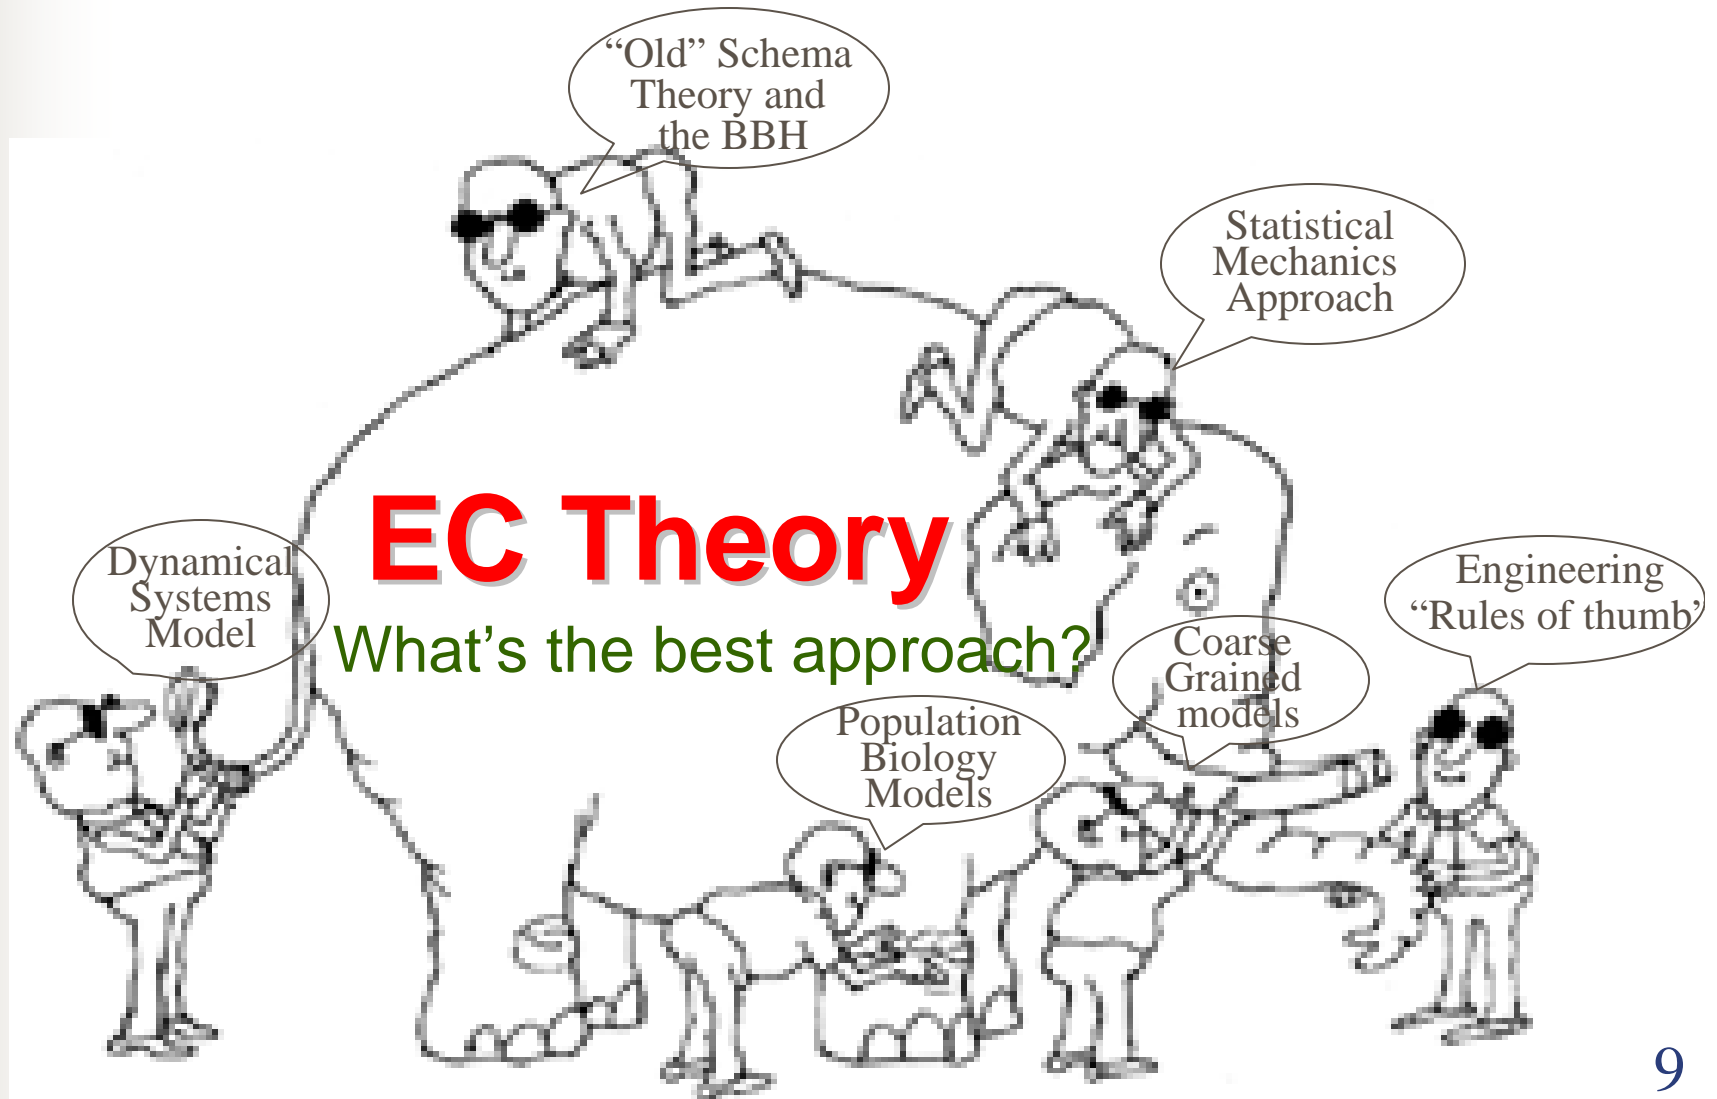 “Old” Schema
Theory and
the BBH
Statistical
Mechanics
Approach
EC Theory
What’s the best approach?
Dynamical
Systems
Model
Engineering
“Rules of thumb’
Coarse
Grained
models
Population
Biology
Models
9